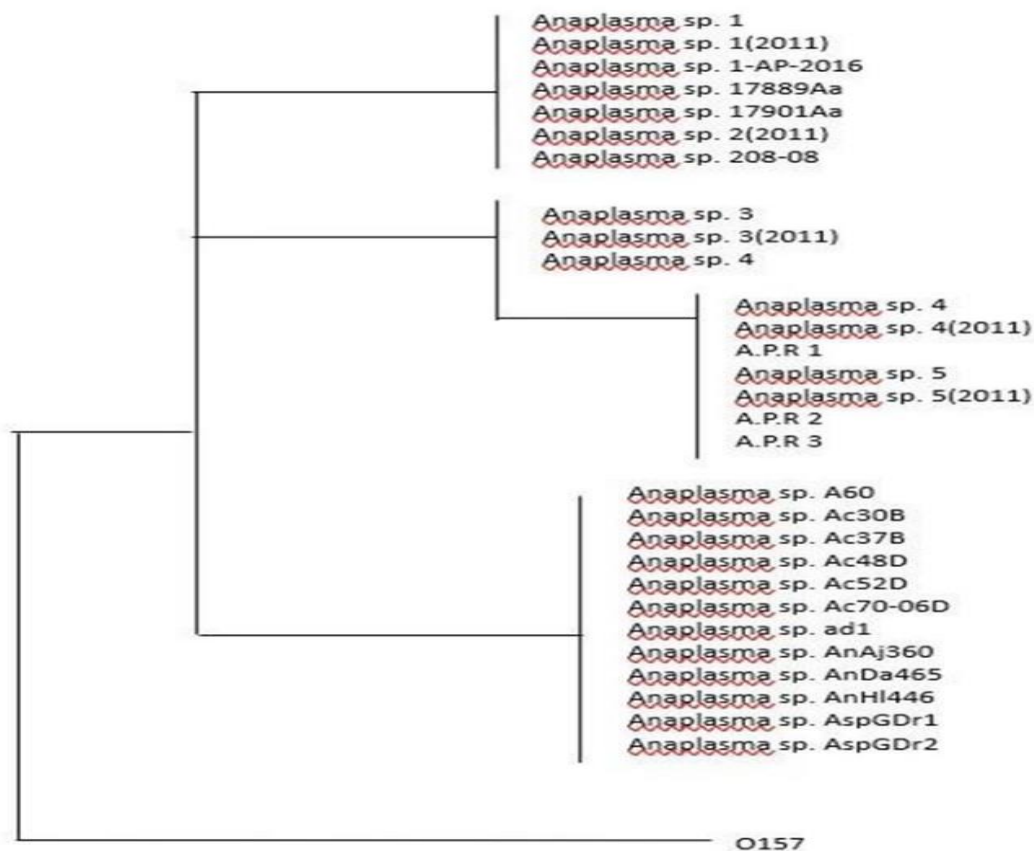 Anaplasma sp. 1
Anaplasma sp. 1(2011)
Anaplasma sp. 1-AP-2016
Anaplasma sp. 17889Aa
Anaplasma sp. 17901Aa
Anaplasma sp. 2(2011)
Anaplasma sp. 208-08
Anaplasma sp. 3
Anaplasma sp. 3(2011)
Anaplasma sp. 4
Anaplasma sp. 4
Anaplasma sp. 4(2011)
A.P.R 1
Anaplasma sp. 5
Anaplasma sp. 5(2011)
A.P.R 2
A.P.R 3
Anaplasma sp. A60
Anaplasma sp. Ac30B
Anaplasma sp. Ac37B
Anaplasma sp. Ac48D
Anaplasma sp. Ac52D
Anaplasma sp. Ac70-06D
Anaplasma sp. ad1
Anaplasma sp. AnAj360
Anaplasma sp. AnDa465
Anaplasma sp. AnHl446
Anaplasma sp. AspGDr1
Anaplasma sp. AspGDr2
O157